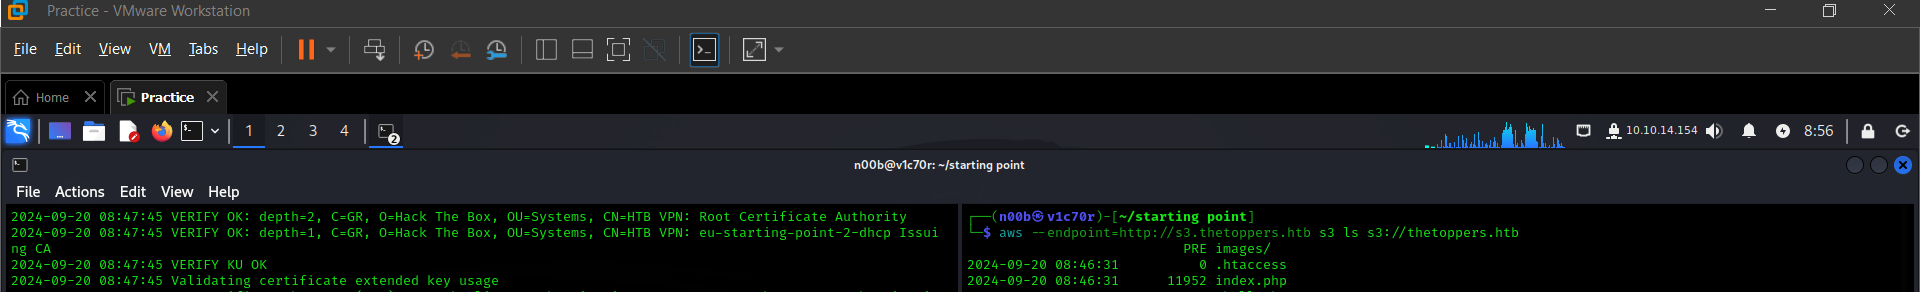 Practice - VMware Workstation
File Edit View VM Tabs Help
Home Practice
1 2 3 4 2 10.10.14.154 8:56
n00b@v1c70r: ~/starting point
File Actions Edit View Help
2024-09-20 08:47:45 VERIFY OK: depth=2, C=GR, O=Hack The Box, OU=Systems, CN=HTB VPN: Root Certificate Authority
2024-09-20 08:47:45 VERIFY OK: depth=1, C=GR, O=Hack The Box, OU=Systems, CN=HTB VPN: eu-starting-point-2-dhcp Issui
ng CA
2024-09-20 08:47:45 VERIFY KU OK
2024-09-20 08:47:45 Validating certificate extended key usage
┌──(n00b㉿v1c70r)-[~/starting point]
└─$ aws --endpoint=http://s3.thetoppers.htb s3 ls s3://thetoppers.htb
PRE images/
2024-09-20 08:46:31 0 .htaccess
2024-09-20 08:46:31 11952 index.php